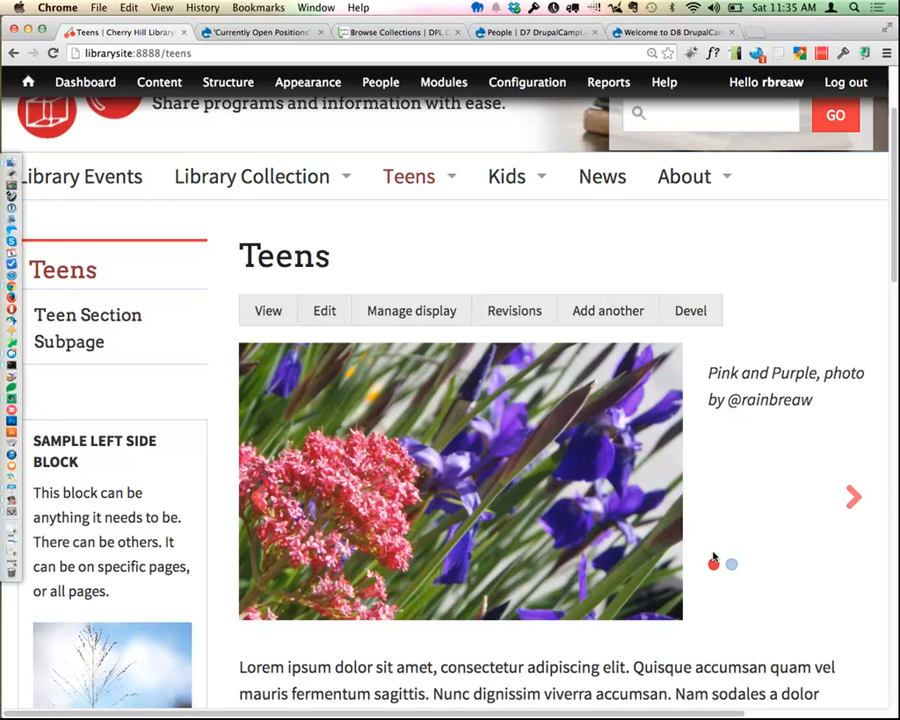 Chrome File Edit View History Bookmarks Window Help Sat 11:35 AM rbreaw
Teens | Cherry Hill Library 'Currently Open Positions' Browse Collections | DPL C People | D7 DrupalCampL Welcome to D8 DrupalCam
librarysite:8888/teens
Dashboard Content Structure Appearance People Modules Configuration Reports Help Hello rbreaw Log out
Share programs and information with ease.
GO
Library Events Library Collection Teens Kids News About
Teens
Teens
Teen Section
Subpage
View Edit Manage display Revisions Add another Devel
Pink and Purple, photo
by @rainbreaw
SAMPLE LEFT SIDE
BLOCK
This block can be
anything it needs to be.
There can be others. It
can be on specific pages,
or all pages.
Lorem ipsum dolor sit amet, consectetur adipiscing elit. Quisque accumsan quam vel
mauris fermentum sagittis. Nunc dignissim viverra accumsan. Nam sodales a dolor